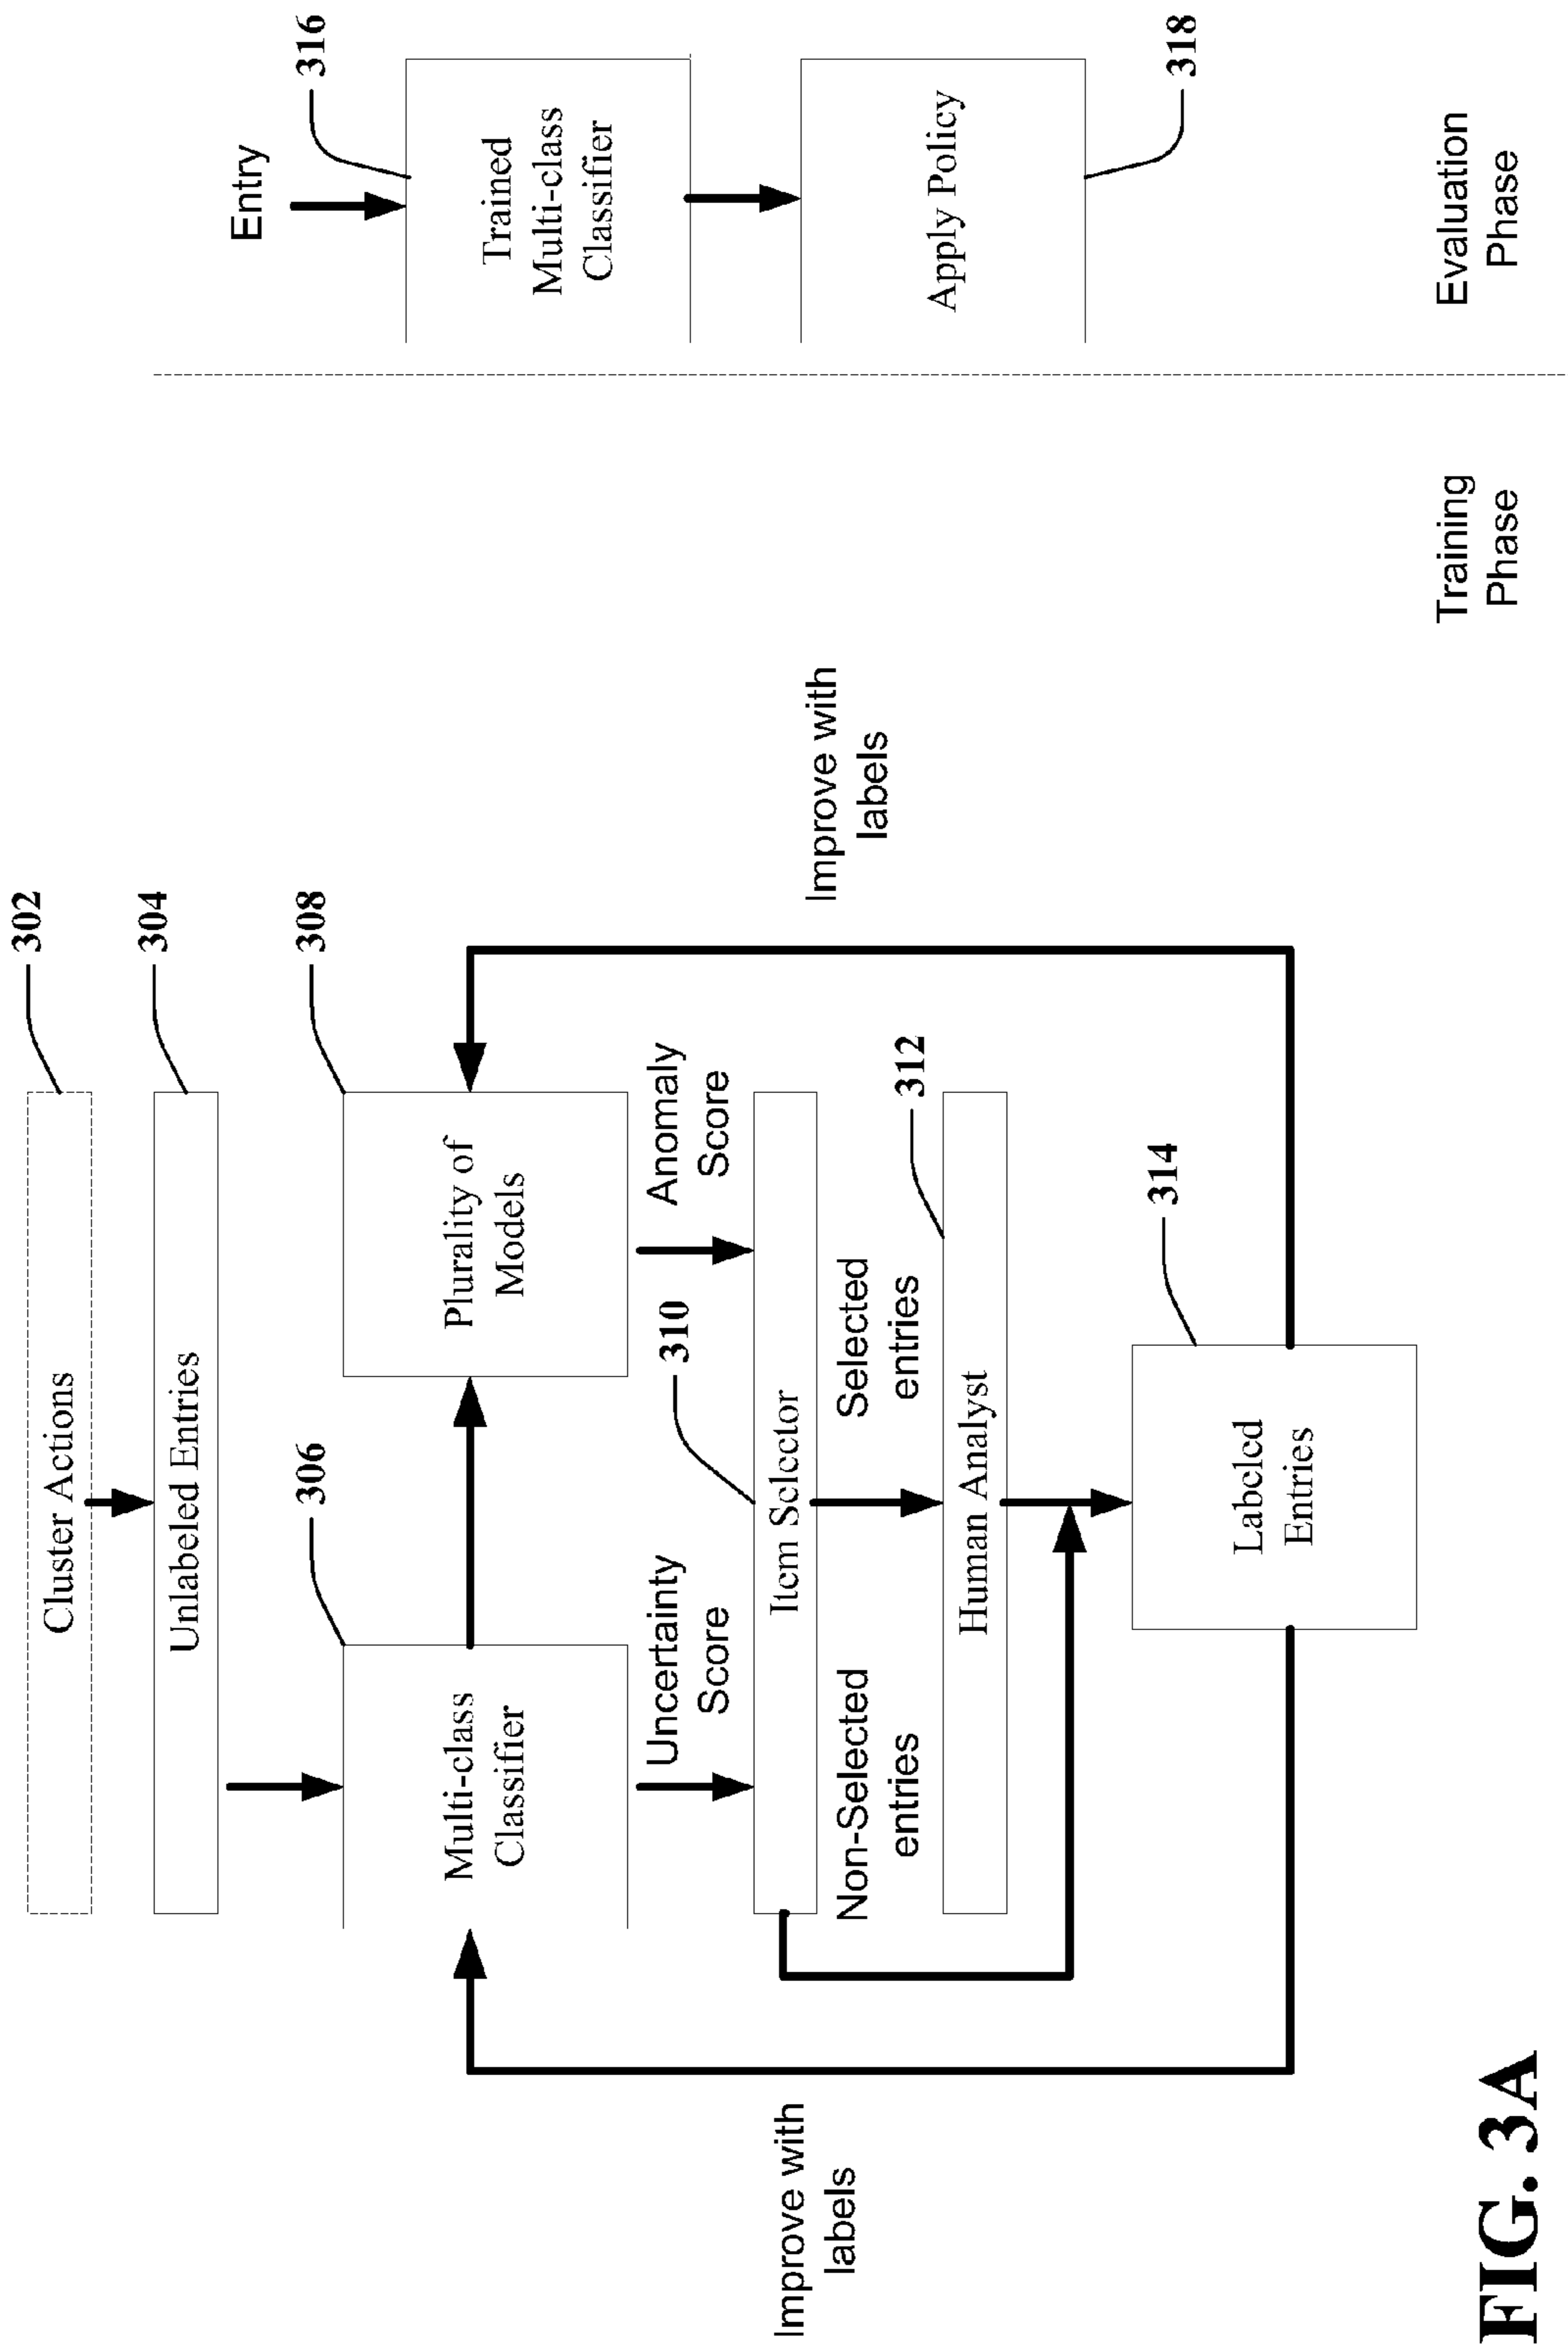 302
Cluster Actions
304
Unlabeled Entries
306
308
316
Entry
Multi-class
Classifier
Plurality of
Models
Trained
Multi-class
Classifier
Uncertainty
Score
310
Anomaly
Score
Item Selector
Improve with
labels
Non-Selected
entries
Selected
entries
312
Improve with
labels
Apply Policy
Human Analyst
314
318
Labeled
Entries
Training
Phase
Evaluation
Phase
FIG. 3A